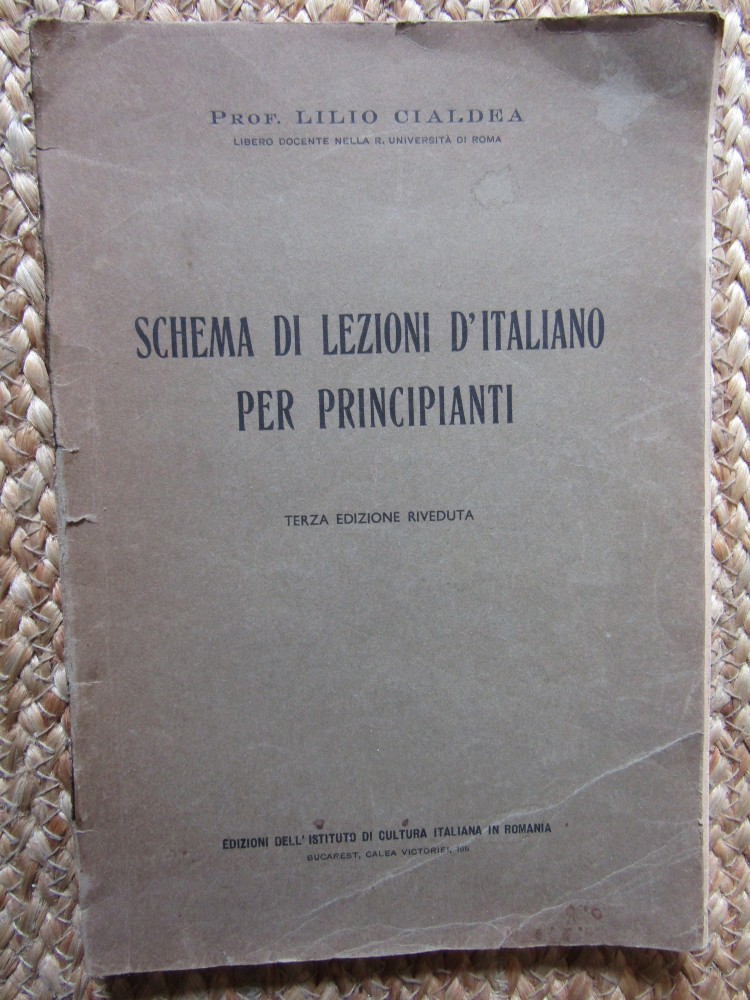 PROF. LILIO CIALDEA
LIBERO DOCENTE NELLA R. UNIVERSITÀ DI ROMA
SCHEMA DI LEZIONI D'ITALIANO
PER PRINCIPIANTI
TERZA EDIZIONE RIVEDUTA
EDIZIONI DELL'ISTITUTO DI CULTURA ITALIANA IN ROMANIA
BUCAREST, CALEA VICTORIEI,